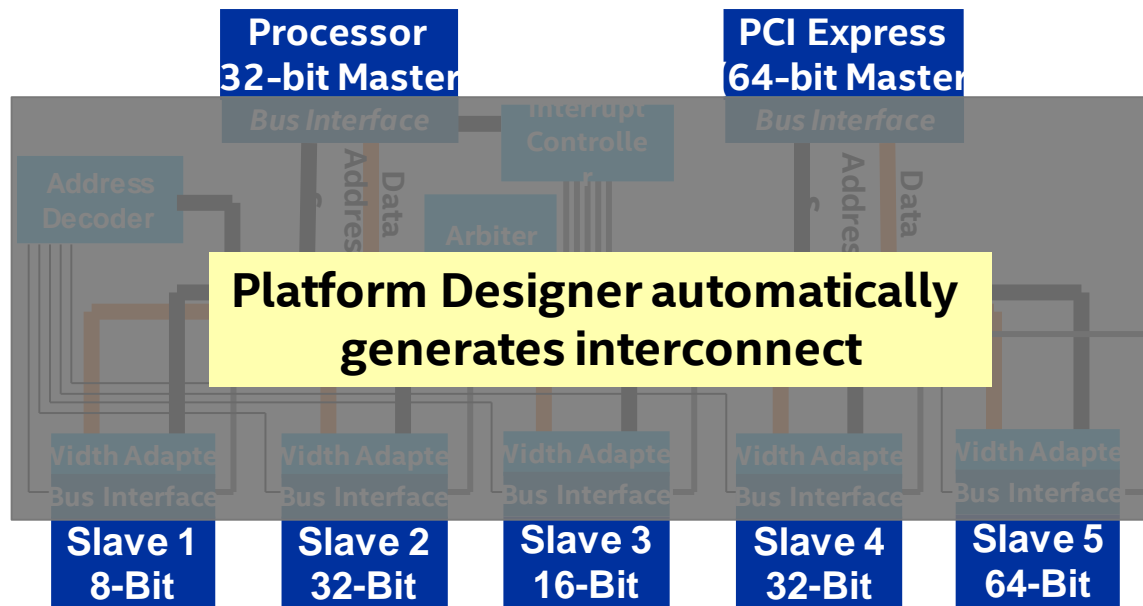 Processor
32-bit Master
PCI Express
(64-bit Master
Bus Interface
Interrupt
Controlle
r
Bus Interface
Address
Decoder
Addres
s
Data
Arbiter
Addres
s
Data
Platform Designer automatically
generates interconnect
Width Adapte
Width Adapte
Width Adapte
Width Adapte
Width Adapte
Bus Interface
Bus Interface
Bus Interface
Bus Interface
Bus Interface
Slave 1
8-Bit
Slave 2
32-Bit
Slave 3
16-Bit
Slave 4
32-Bit
Slave 5
64-Bit